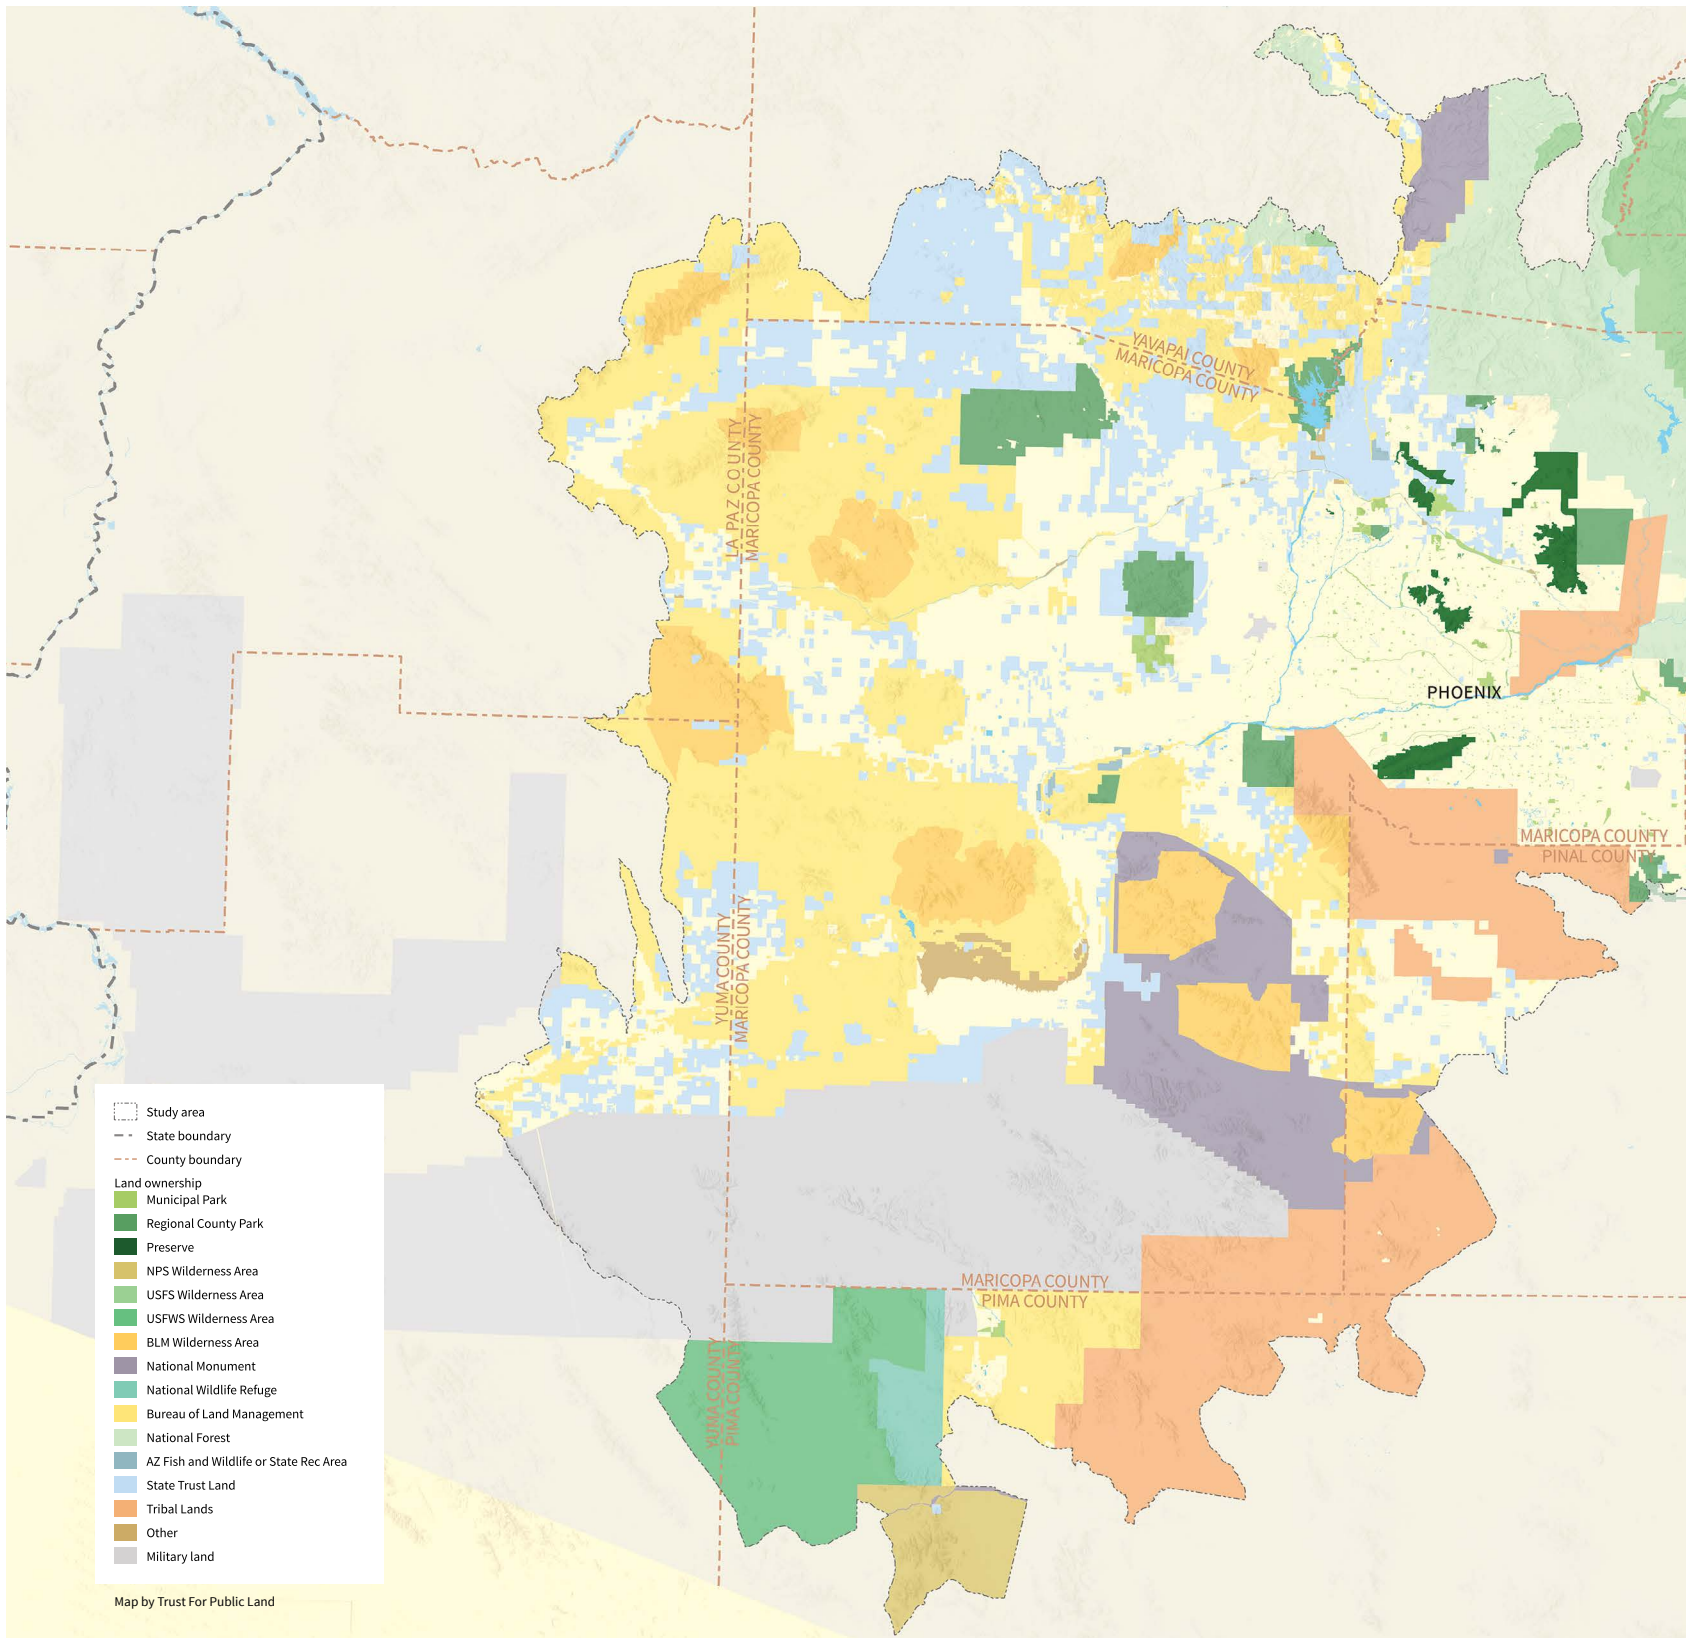 YAVAPAI COUNTY
MARICOPA COUNTY
LA PAZ COUNTY
MARICOPA COUNTY
PHOENIX
MARICOPA COUNTY
PINAL COUNTY
YUMA COUNTY
MARICOPA COUNTY
MARICOPA COUNTY
PIMA COUNTY
YUMA COUNTY
PIMA COUNTY
Study area
State boundary
County boundary
Land ownership
Municipal Park
Regional County Park
Preserve
NPS Wilderness Area
USFS Wilderness Area
USFWS Wilderness Area
BLM Wilderness Area
National Monument
National Wildlife Refuge
Bureau of Land Management
National Forest
AZ Fish and Wildlife or State Rec Area
State Trust Land
Tribal Lands
Other
Military land
Map by Trust For Public Land